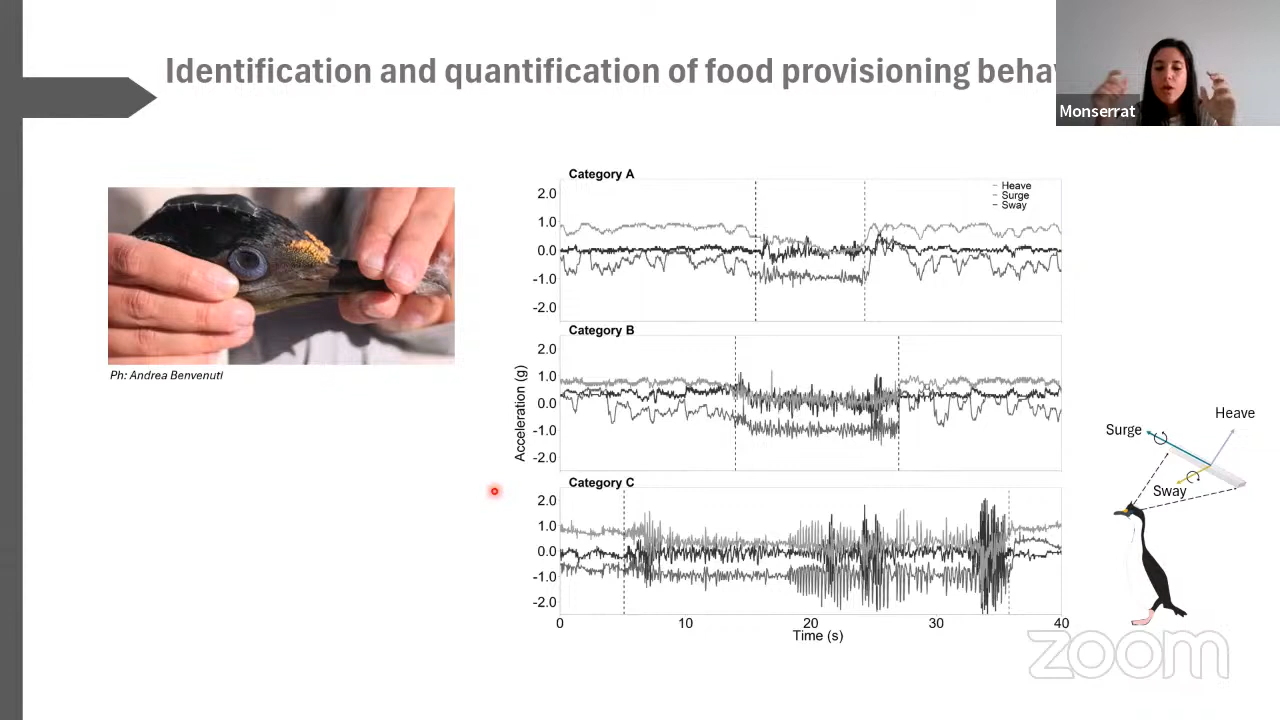 Identification and quantification of food provisioning beha
Monserrat
Ph: Andrea Benvenuti
Category A
2.0
1.0
0.0
-1.0
-2.0
Heave
Surge
Sway
Category B
2.0
1.0
0.0
-1.0
-2.0
Acceleration (g)
Category C
2.0
1.0
0.0
-1.0
-2.0
0
10
20
30
40
Time (s)
Heave
Surge
Sway
zoom